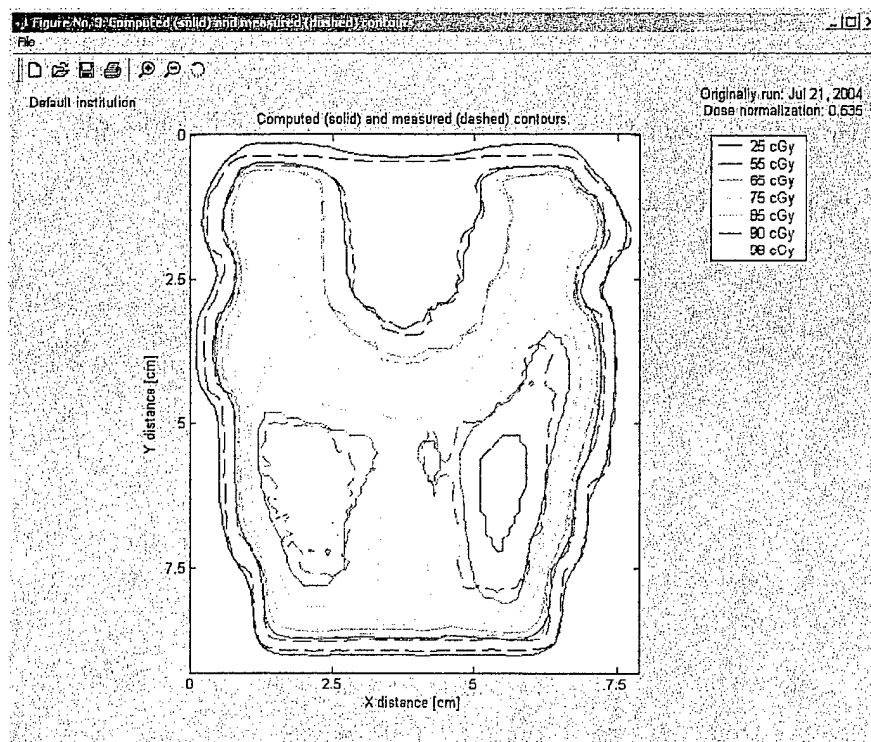 Figure No. 9: Computed (solid) and measured (dashed) contours
File
Default institution
Originally run: Jul 21, 2004
Dose normalization: 0.635
Computed (solid) and measured (dashed) contours
25 cGy
55 cGy
65 cGy
75 cGy
85 cGy
90 cGy
98 cGy
0
2.5
5
7.5
Y distance [cm]
0
2.5
5
7.5
X distance [cm]